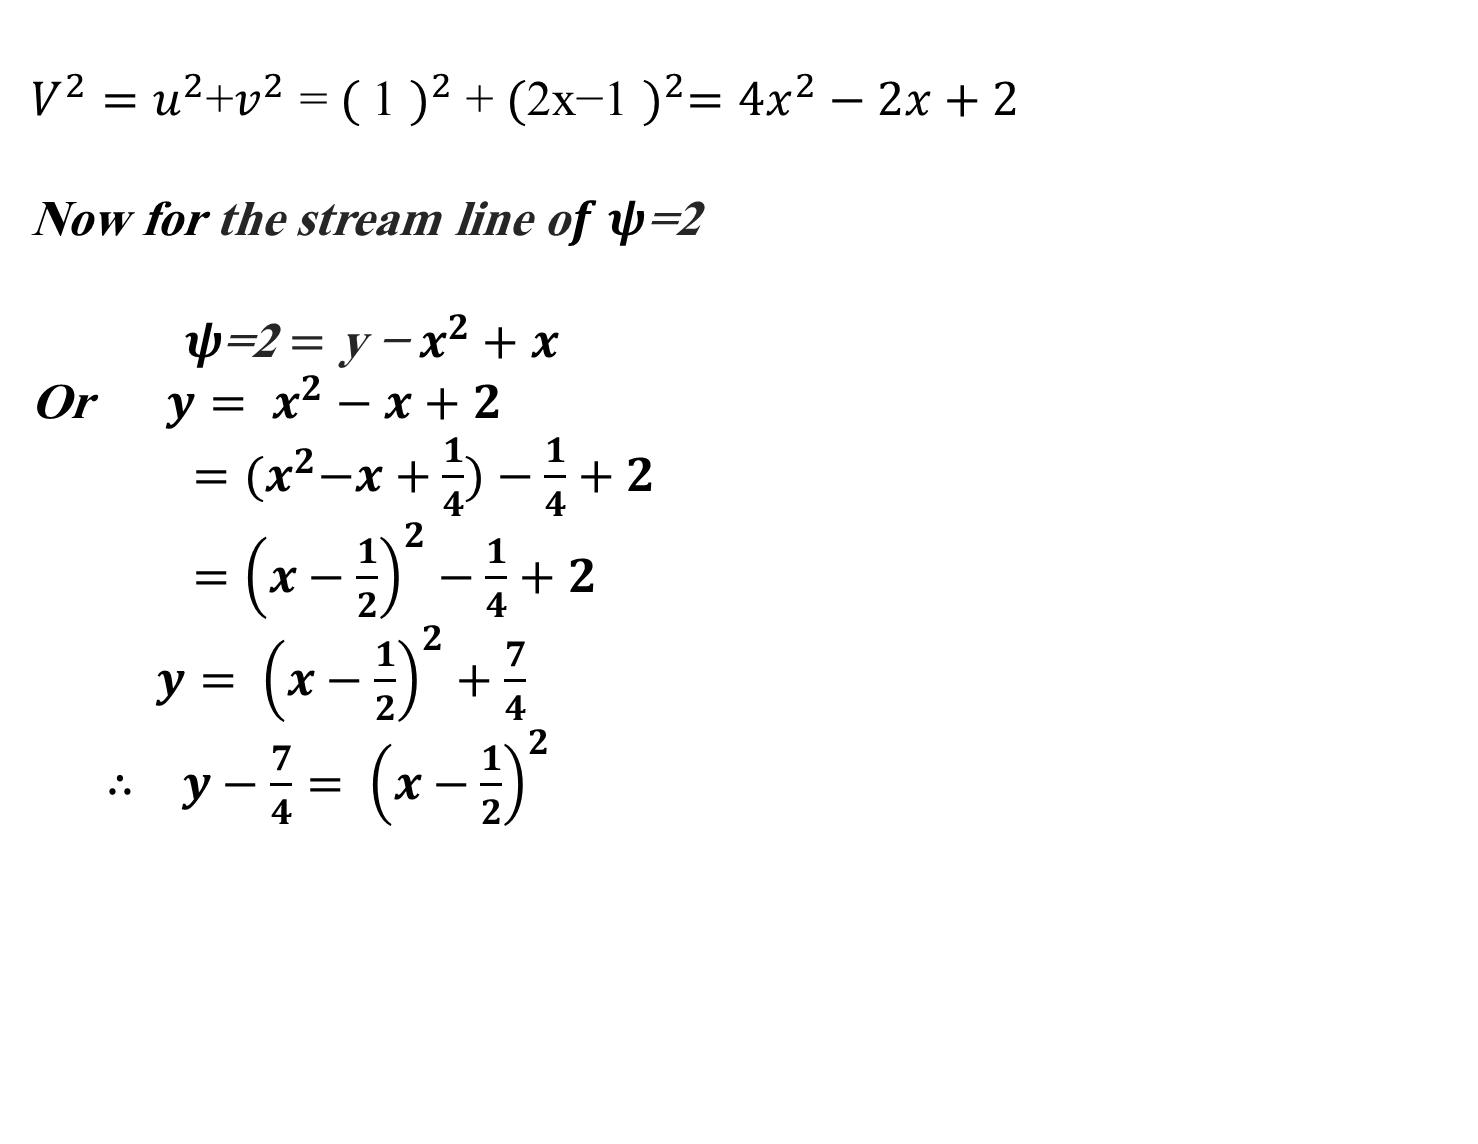 V² = u²+v² = ( 1 )² + (2x−1 )²= 4x² − 2x + 2
Now for the stream line of ψ=2
ψ=2 = y − x² + x
Or y = x² − x + 2
= (x²−x + 1/4) − 1/4 + 2
= (x − 1/2)² − 1/4 + 2
y = (x − 1/2)² + 7/4
∴ y − 7/4 = (x − 1/2)²